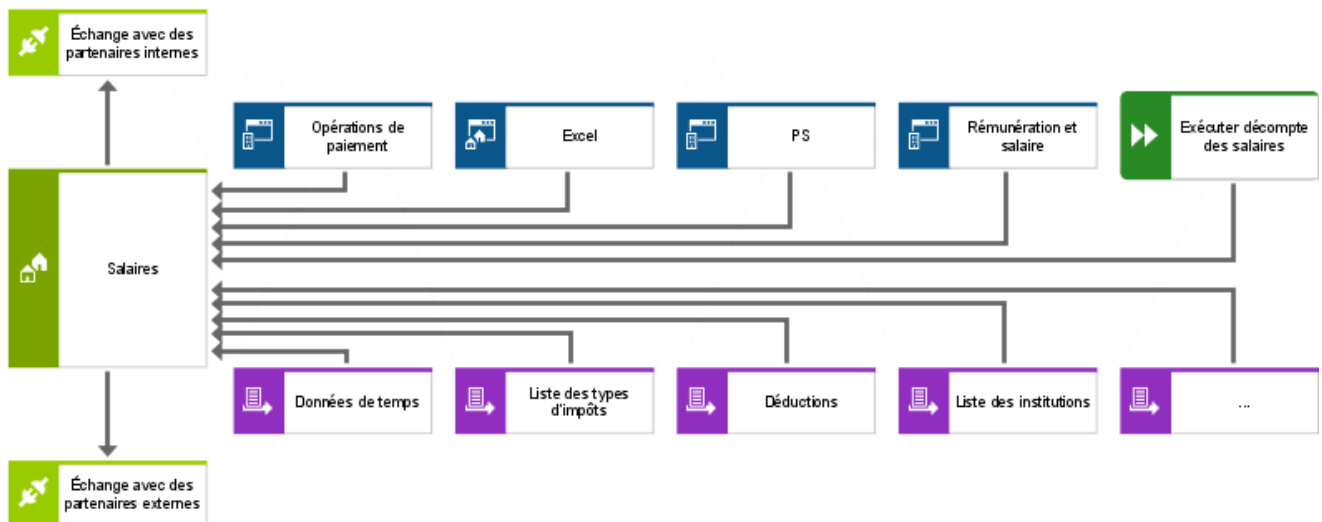 Échange avec des
partenaires internes
Opérations de
paiement
Excel
PS
Rémunération et
salaire
Exécuter décompte
des salaires
Salaires
Données de temps
Liste des types
d'impôts
Déductions
Liste des institutions
...
Échange avec des
partenaires externes